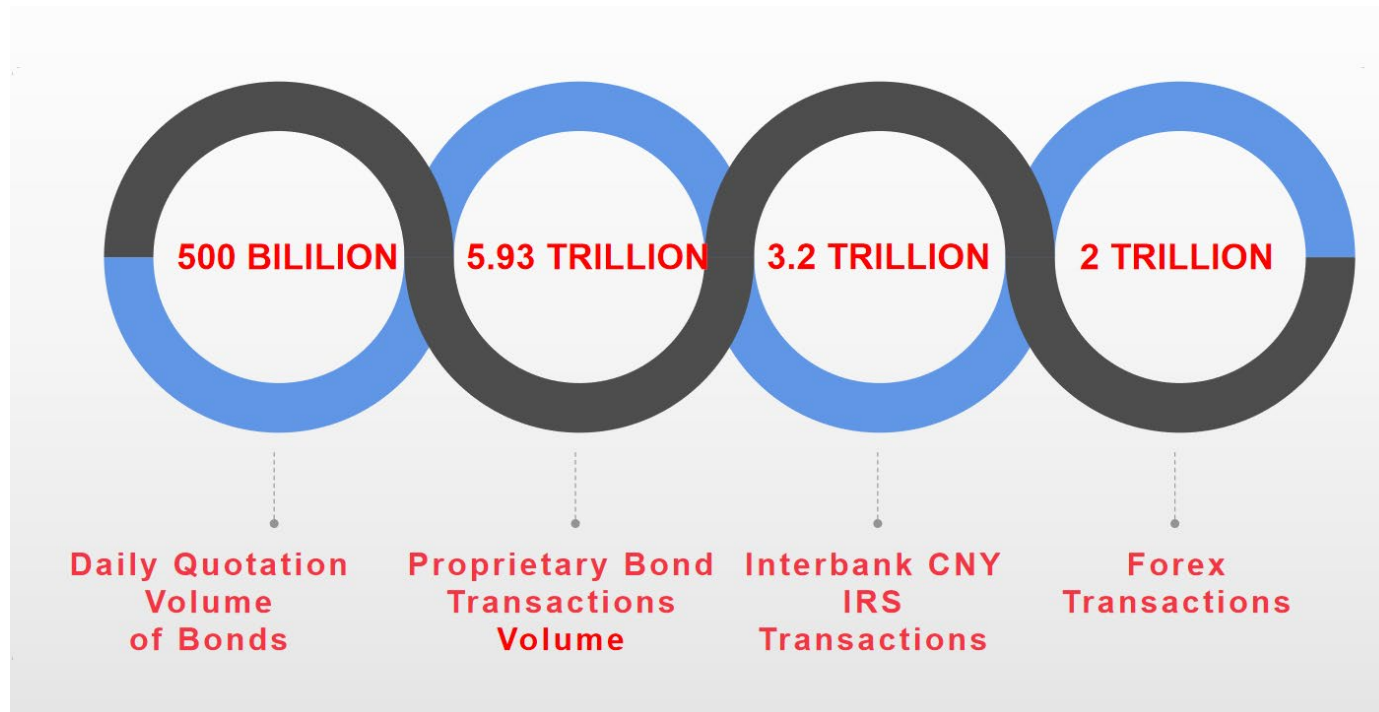 500 BILILION
5.93 TRILLION
3.2 TRILLION
2 TRILLION
Daily Quotation
Volume
of Bonds
Proprietary Bond
Transactions
Volume
Interbank CNY
IRS
Transactions
Forex
Transactions